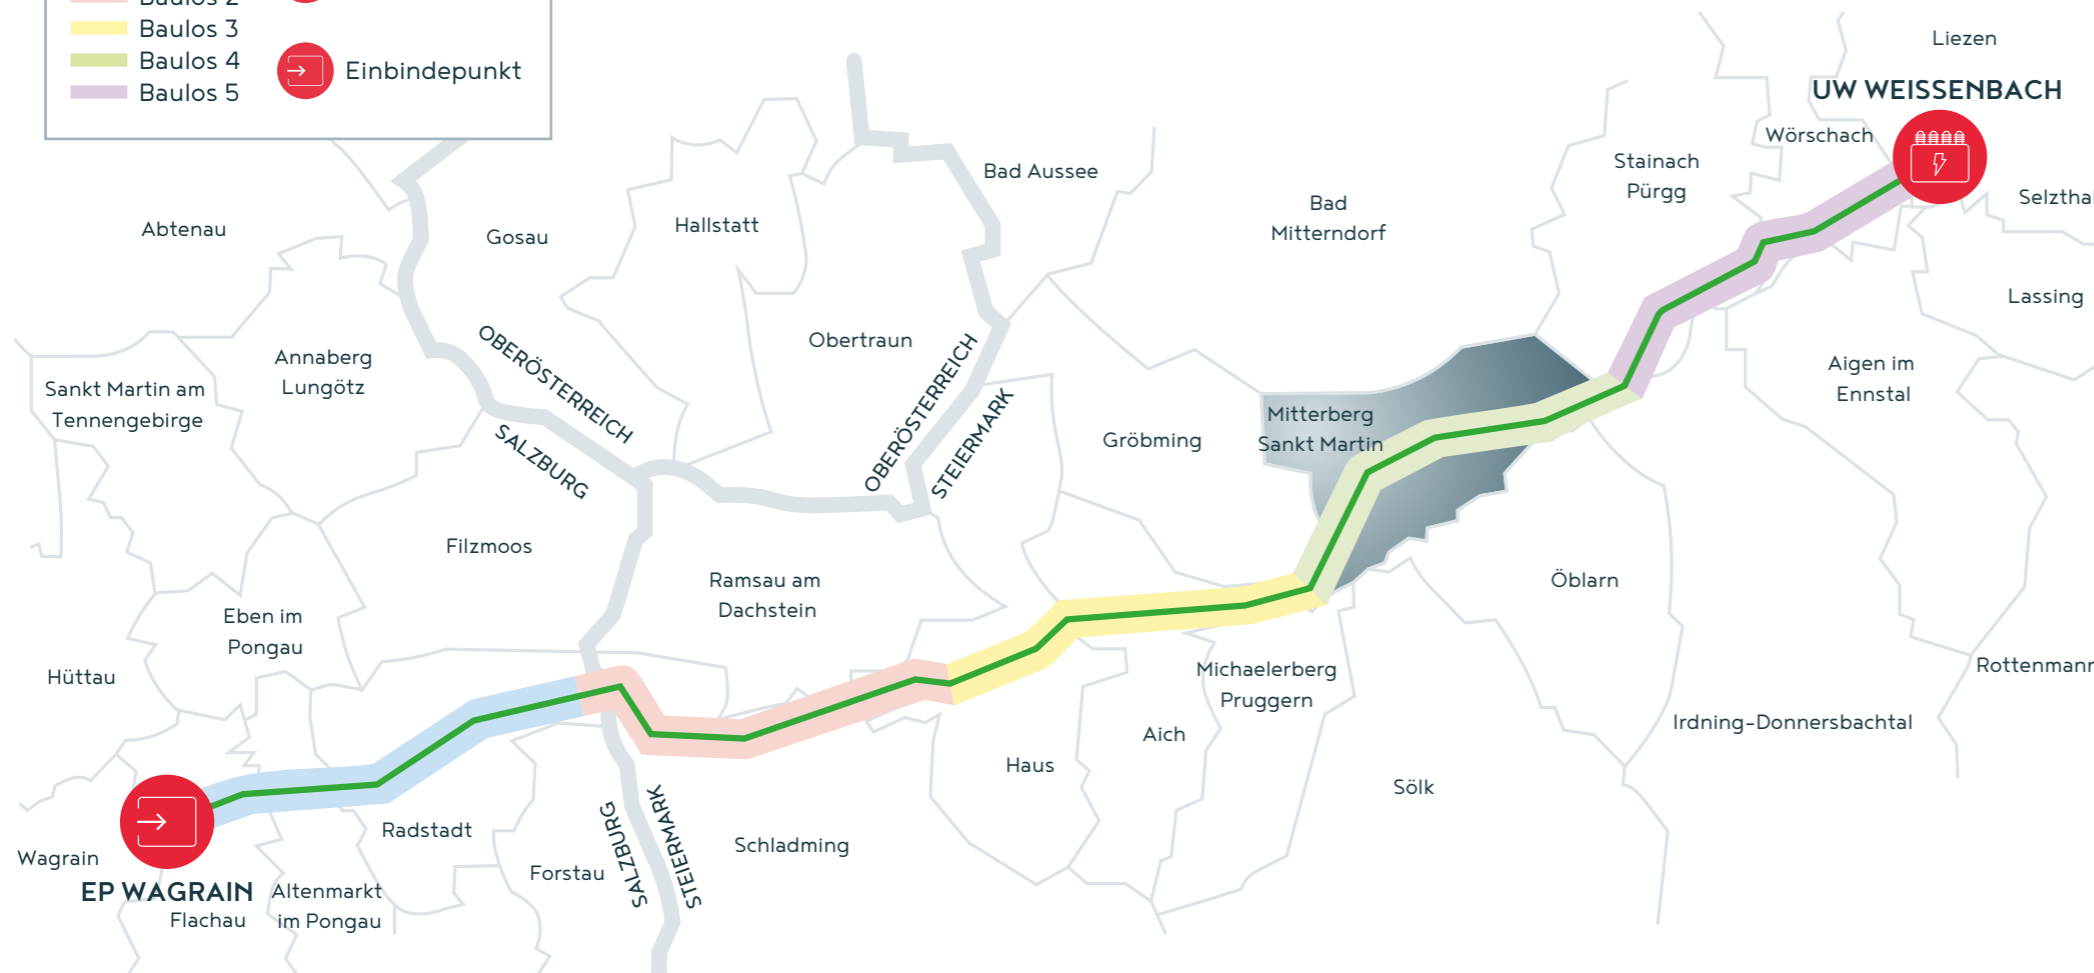 Baulos 2
Baulos 3
Baulos 4
Baulos 5
Einbindepunkt
Liezen
UW WEISSENBACH
Wörschach
Stainach
Pürgg
Bad Aussee
Selzthal
Bad
Mitterndorf
Abtenau
Gosau
Hallstatt
Lassing
OBERÖSTERREICH
SALZBURG
Obertraun
OBERÖSTERREICH
STEIERMARK
Annaberg
Lungötz
Sankt Martin am
Tennengebirge
Aigen im
Ennstal
Mitterberg
Sankt Martin
Gröbming
Filzmoos
Ramsau am
Dachstein
Öblarn
Eben im
Pongau
Hüttau
Michaelerberg
Pruggern
Rottenmann
Irdning-Donnersbachtal
Aich
Haus
Sölk
Radstadt
SALZBURG
STEIERMARK
Schladming
Wagrain
Forstau
EP WAGRAIN
Flachau
Altenmarkt
im Pongau